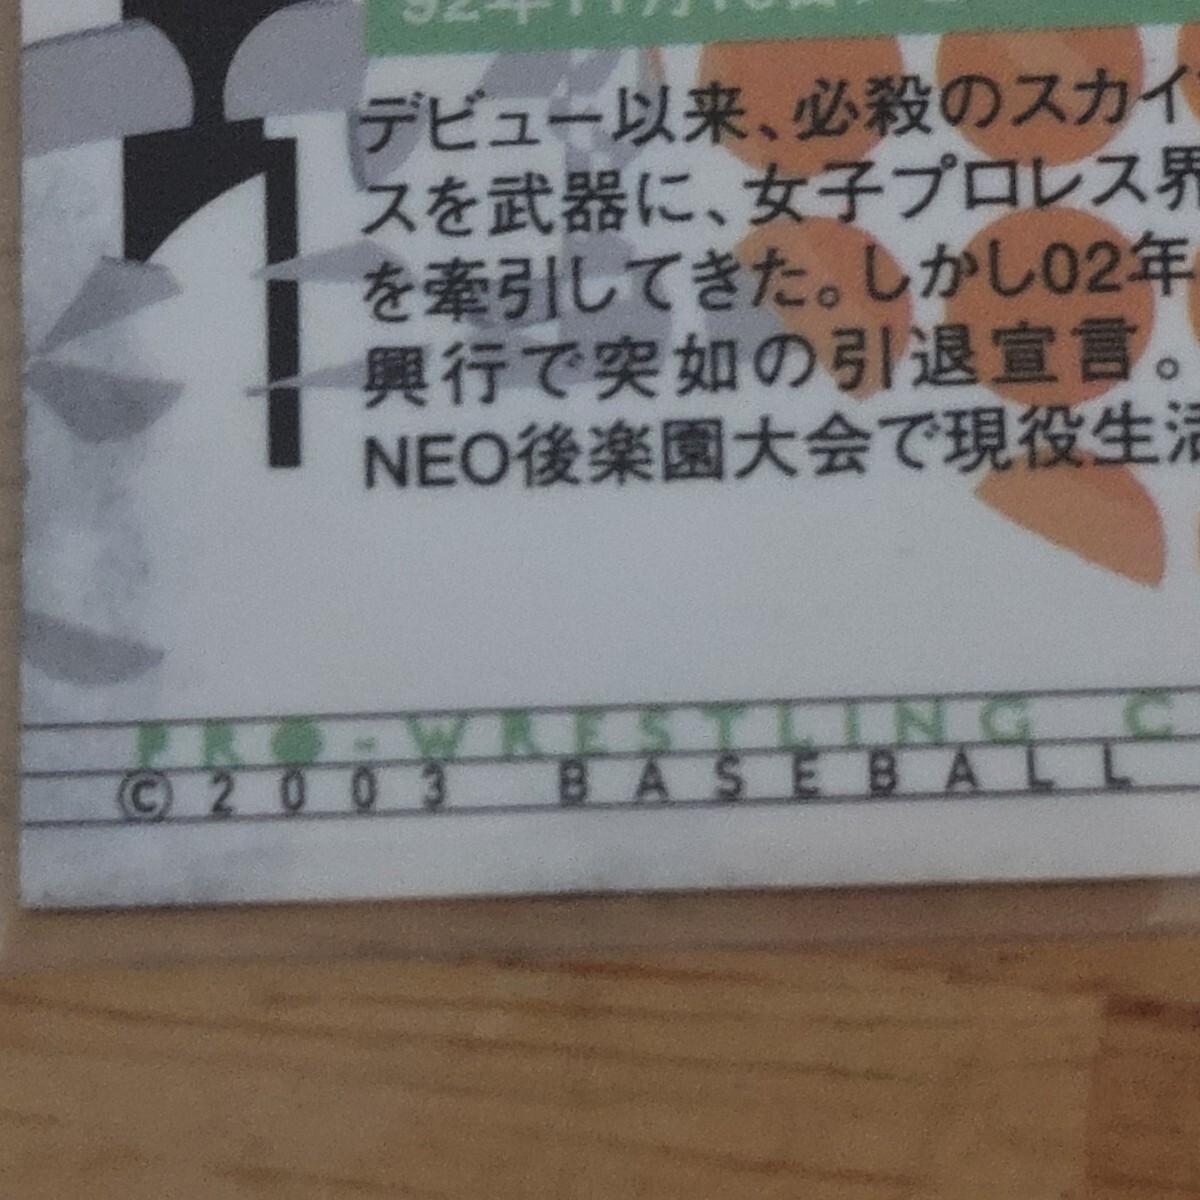 デビュー以来、必殺のスカイ
スを武器に、女子プロレス界
を牽引してきた。しかし02年
興行で突如の引退宣言。
NEO後楽園大会で現役生活
PRO-WRESTLING C
©2003 BASEBALL